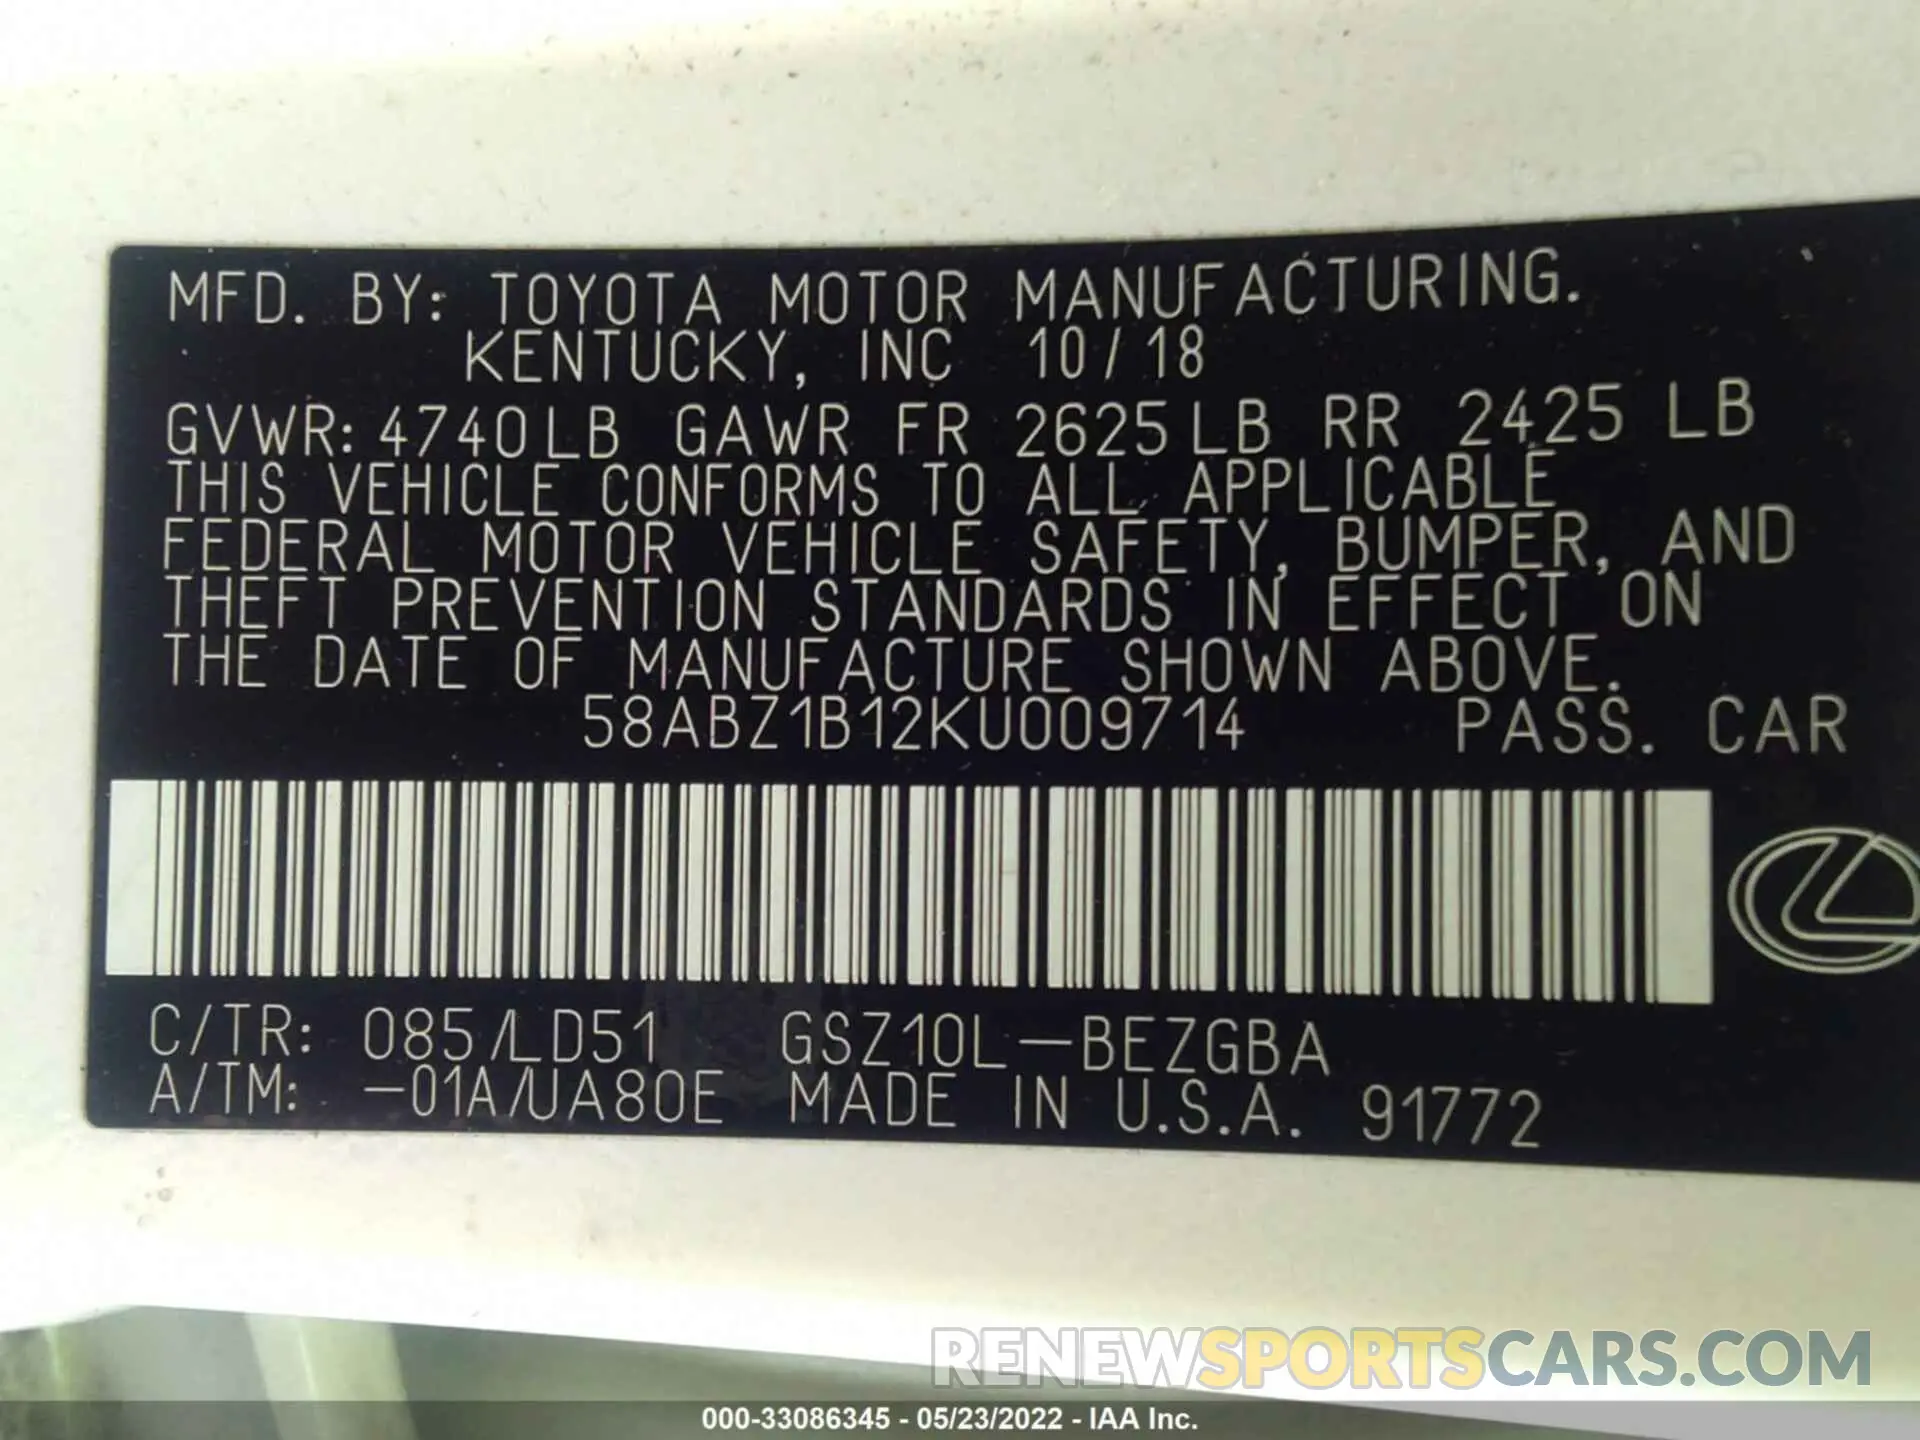 MFD. BY: TOYOTA MOTOR MANUFACTURING.
KENTUCKY, INC 10/18
GVWR: 4740LB GAWR FR 2625LB RR 2425 LB
THIS VEHICLE CONFORMS TO ALL APPLICABLE
FEDERAL MOTOR VEHICLE SAFETY, BUMPER, AND
THEFT PREVENTION STANDARDS IN EFFECT ON
THE DATE OF MANUFACTURE SHOWN ABOVE.
58ABZ1B12KU009714 PASS. CAR
C/TR: 085/LD51 GSZ10L-BEZGBA
A/TM: -01A/UA80E MADE IN U.S.A. 91772
RENEWSPORTSCARS.COM
000-33086345 - 05/23/2022 - IAA Inc.